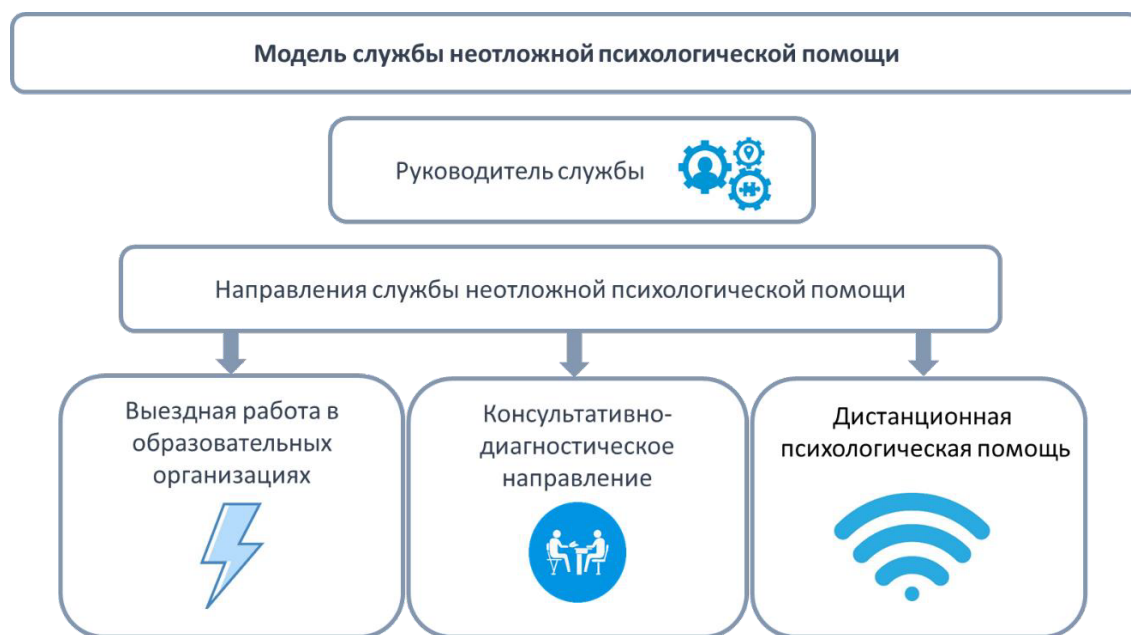 Модель службы неотложной психологической помощи
Руководитель службы
Направления службы неотложной психологической помощи
Выездная работа в
образовательных
организациях
Консультативно-
диагностическое
направление
Дистанционная
психологическая помощь